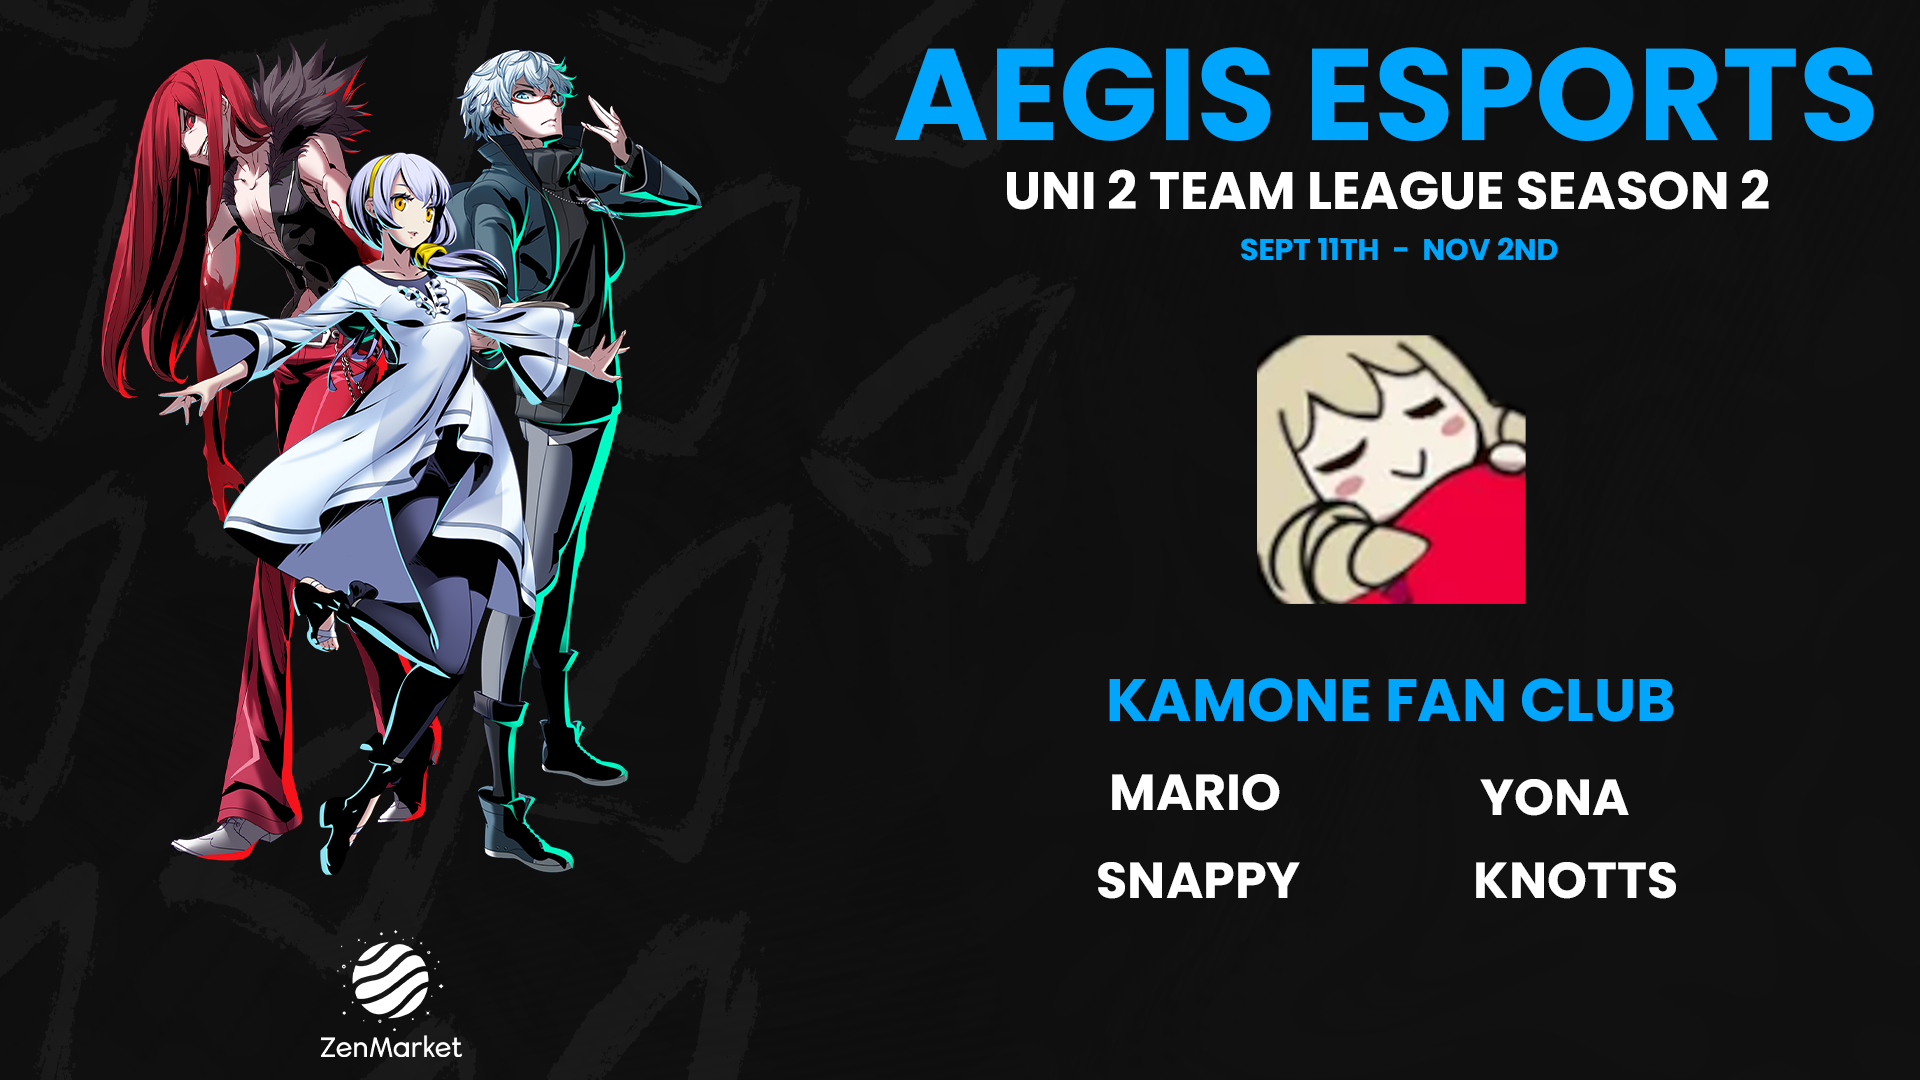 AEGIS ESPORTS
UNI 2 TEAM LEAGUE SEASON 2
SEPT 11TH - NOV 2ND
KAMONE FAN CLUB
MARIO YONA
SNAPPY KNOTTS
ZenMarket